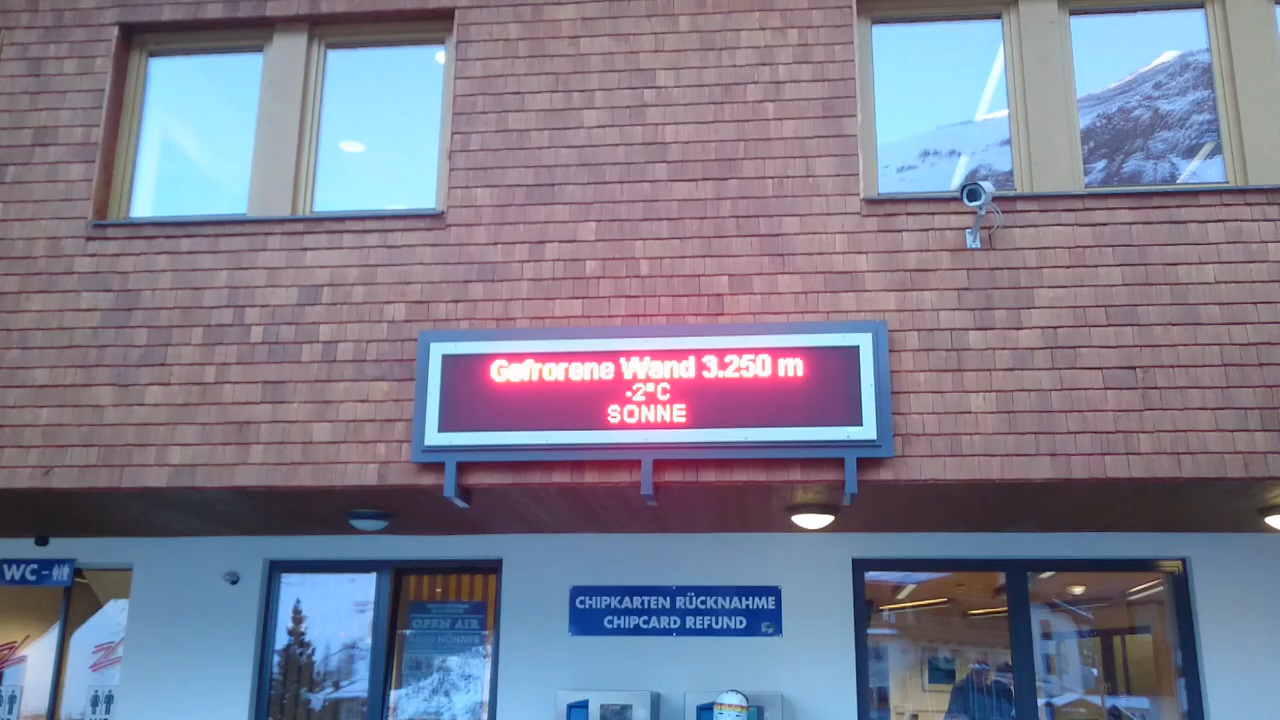 Gefrorene Wand 3.250 m
-2°C
SONNE
WC -
CHIPKARTEN RÜCKNAHME
CHIPCARD REFUND
OPEN AIR